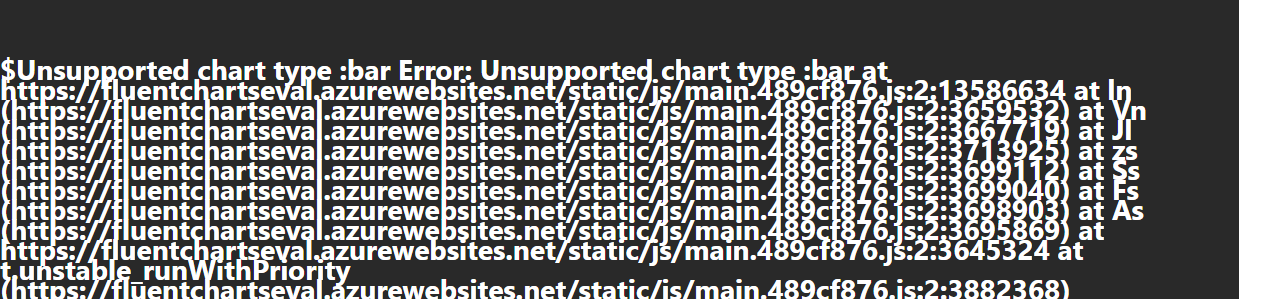 $Unsupported chart type :bar Error: Unsupported chart type :bar at
https://fluentchartseval.azurewebsites.net/static/js/main.489cf876.js:2:13586634 at ln
(https://fluentchartseval.azurewebsites.net/static/js/main.489cf876.js:2:3659532) at Vn
(https://fluentchartseval.azurewebsites.net/static/js/main.489cf876.js:2:3667719) at Jl
(https://fluentchartseval.azurewebsites.net/static/js/main.489cf876.js:2:3713925) at zs
(https://fluentchartseval.azurewebsites.net/static/js/main.489cf876.js:2:3699112) at Ss
(https://fluentchartseval.azurewebsites.net/static/js/main.489cf876.js:2:3699040) at Fs
(https://fluentchartseval.azurewebsites.net/static/js/main.489cf876.js:2:3698903) at As
(https://fluentchartseval.azurewebsites.net/static/js/main.489cf876.js:2:3695869) at
https://fluentchartseval.azurewebsites.net/static/js/main.489cf876.js:2:3645324 at
t.unstable_runWithPriority
(https://fluentchartseval.azurewebsites.net/static/js/main.489cf876.js:2:3882368)